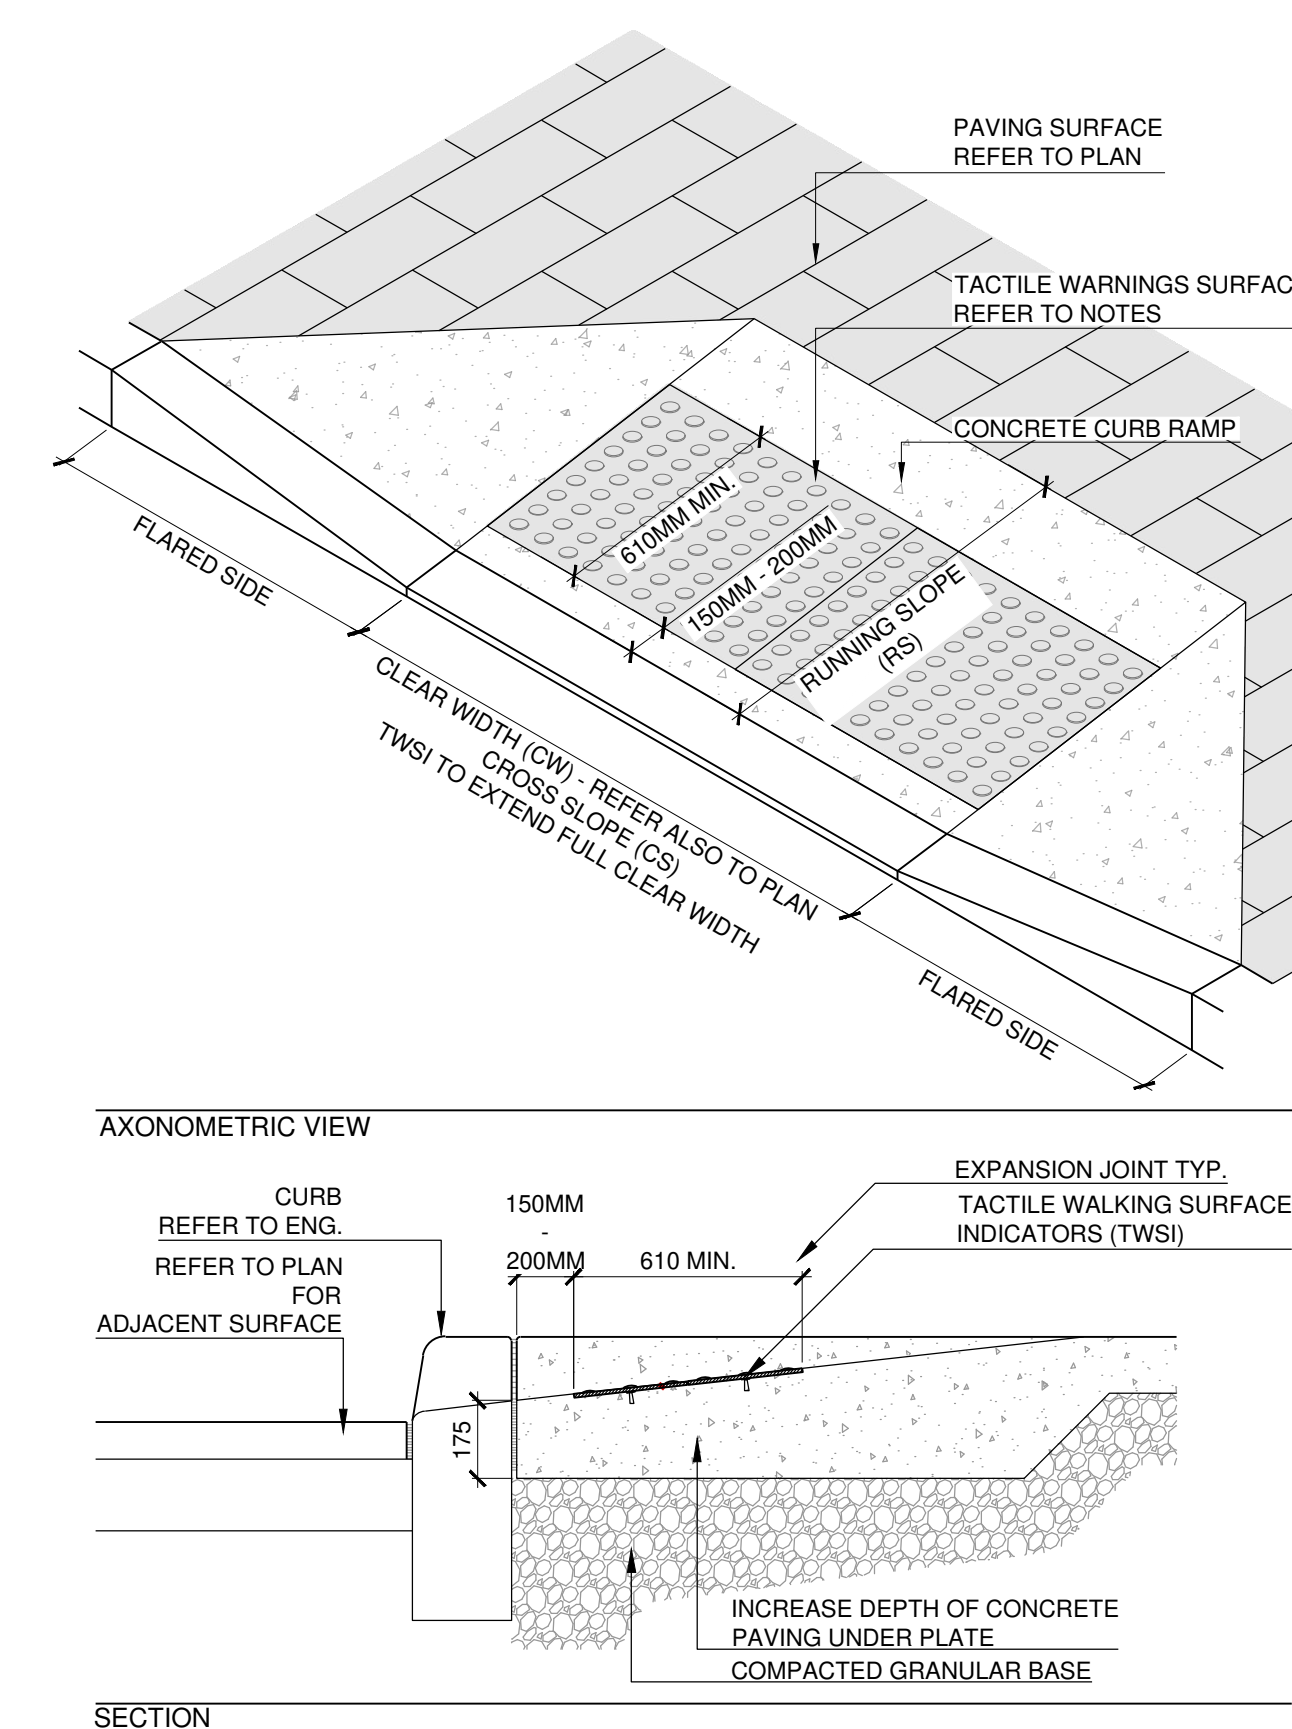 PAVING SURFACE
REFER TO PLAN
TACTILE WARNINGS SURFAC
REFER TO NOTES
CONCRETE CURB RAMP
610MM MIN.
150MM - 200MM
RUNNING SLOPE
(RS)
FLARED SIDE
CLEAR WIDTH (CW) - REFER ALSO TO PLAN
CROSS SLOPE (CS)
TWSI TO EXTEND FULL CLEAR WIDTH
FLARED SIDE
AXONOMETRIC VIEW
CURB
REFER TO ENG.
REFER TO PLAN
FOR
ADJACENT SURFACE
150MM
-
200MM
610 MIN.
EXPANSION JOINT TYP.
TACTILE WALKING SURFACE
INDICATORS (TWSI)
175
INCREASE DEPTH OF CONCRETE
PAVING UNDER PLATE
COMPACTED GRANULAR BASE
SECTION